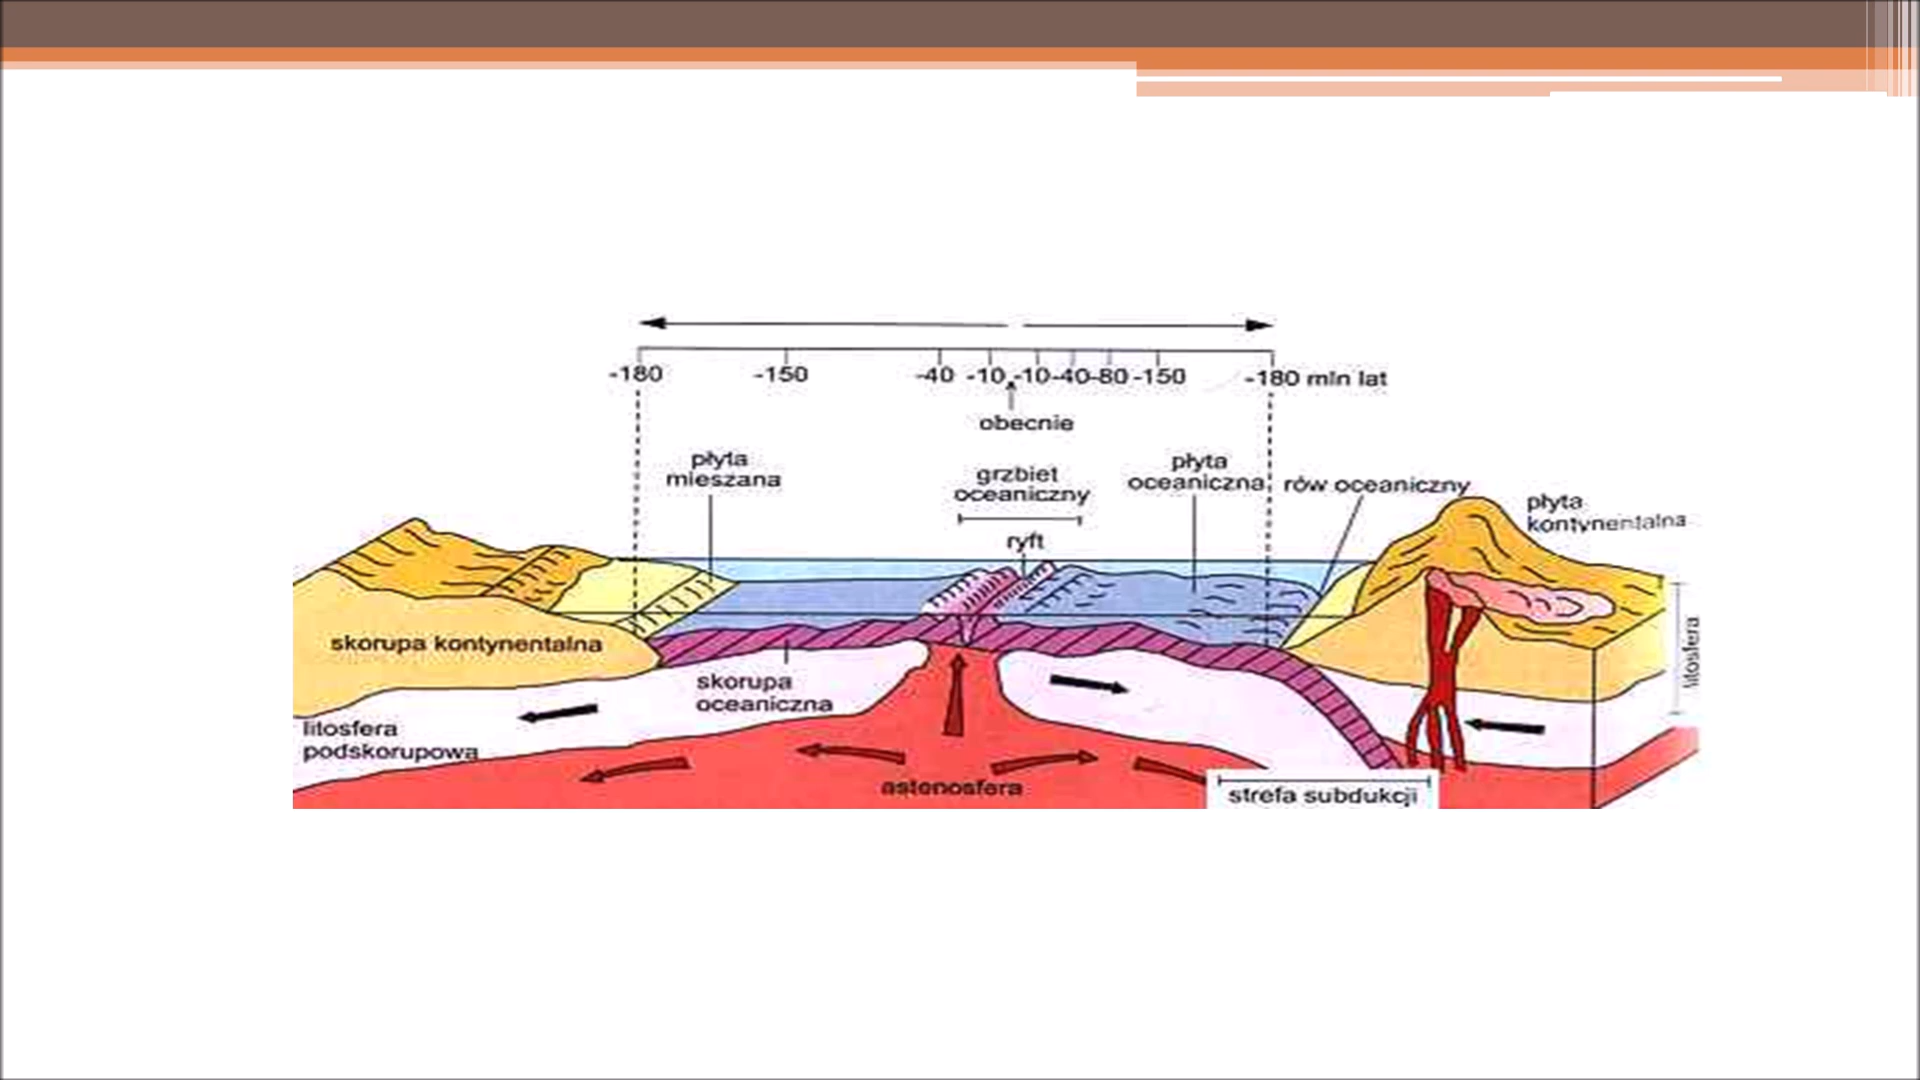 -180 -150 -40 -10 -10 -40 -80 -150 -180 mln lat
obecnie
płyta
mieszana
grzbiet
oceaniczny
płyta
oceaniczna
rów oceaniczny
płyta
kontynentalna
ryft
skorupa kontynentalna
litosfera
skorupa
oceaniczna
litosfera
podskorupowa
astenosfera
strefa subdukcji